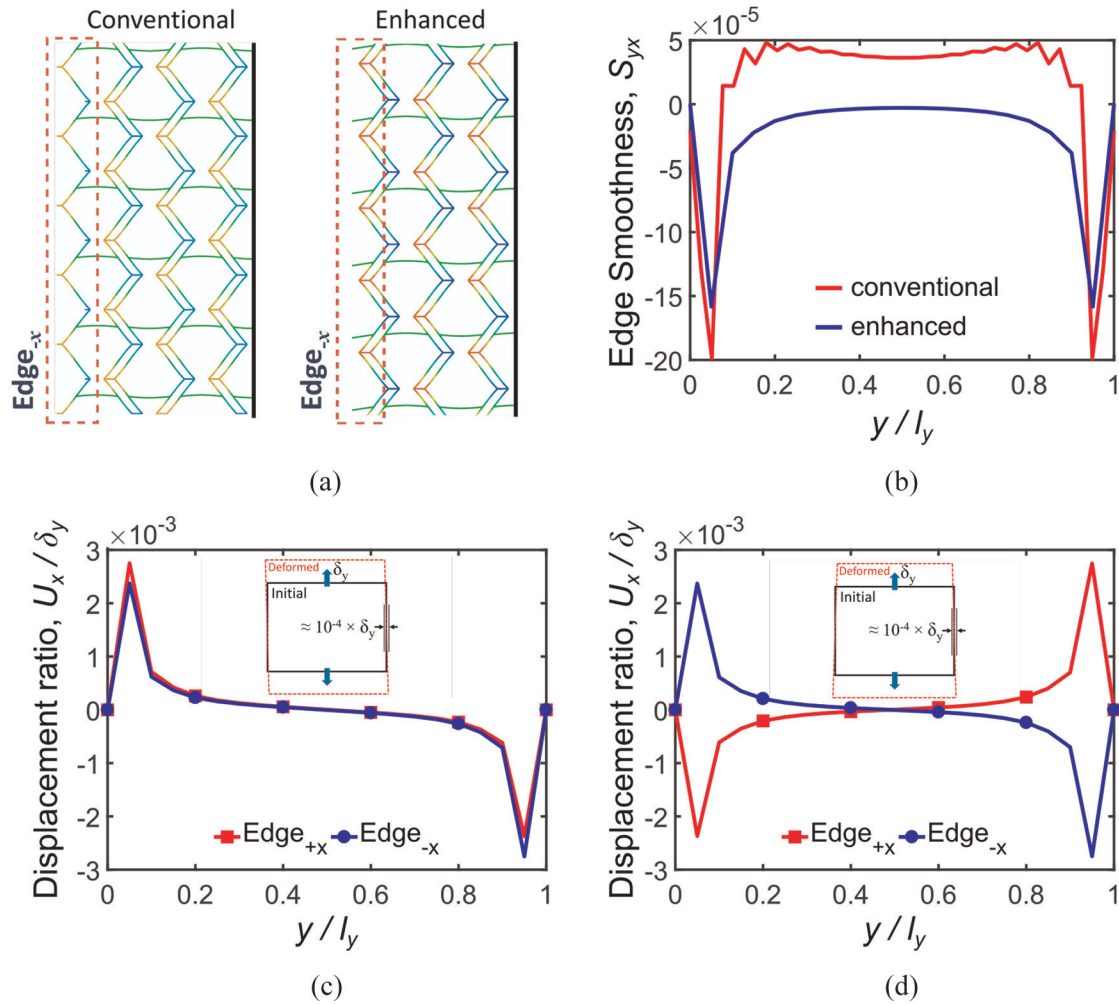 Conventional
Enhanced
Edge-x
Edge-x
(a)
×10⁻⁵
5
0
-5
-10
-15
-20
Edge Smoothness, Syx
conventional
enhanced
0
0.2
0.4
0.6
0.8
1
y / ly
(b)
×10⁻³
3
2
1
0
-1
-2
-3
Displacement ratio, Ux / δy
Deformed
δy
Initial
≈ 10⁻⁴ × δy
Edge+x
Edge-x
0
0.2
0.4
0.6
0.8
1
y / ly
(c)
×10⁻³
3
2
1
0
-1
-2
-3
Displacement ratio, Ux / δy
Deformed
δy
Initial
≈ 10⁻⁴ × δy
Edge+x
Edge-x
0
0.2
0.4
0.6
0.8
1
y / ly
(d)